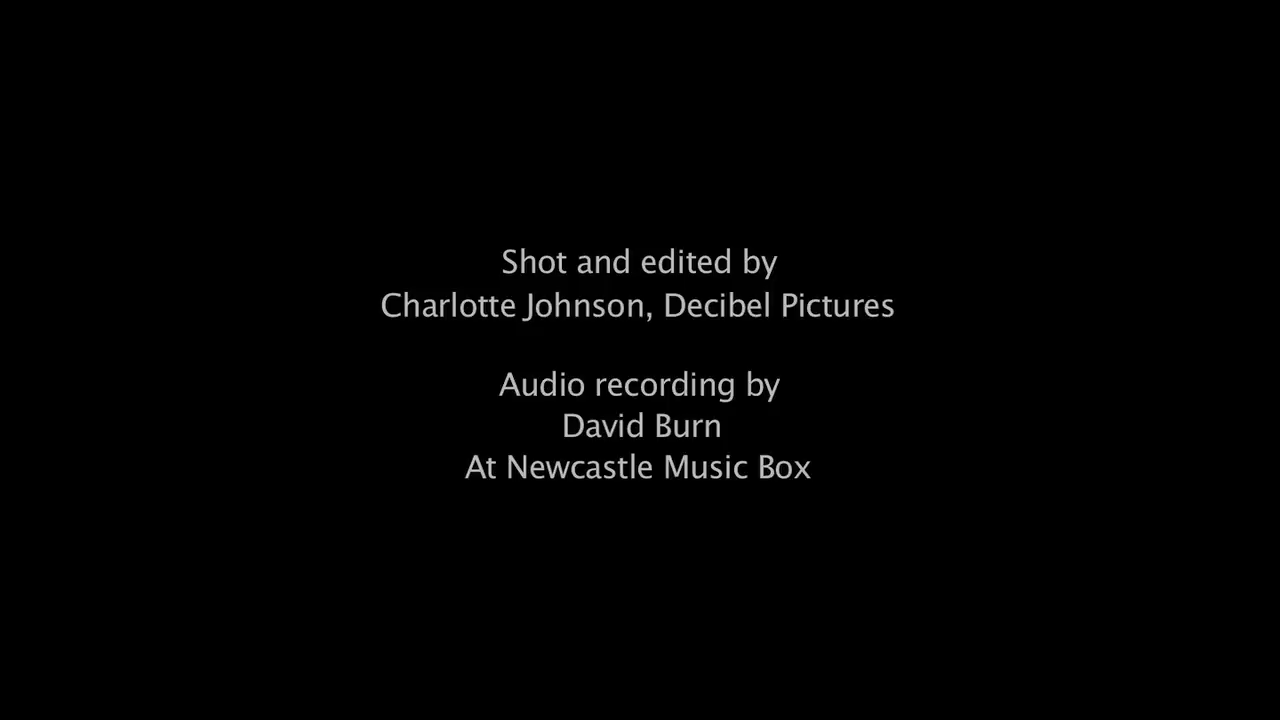 Shot and edited by
Charlotte Johnson, Decibel Pictures
Audio recording by
David Burn
At Newcastle Music Box